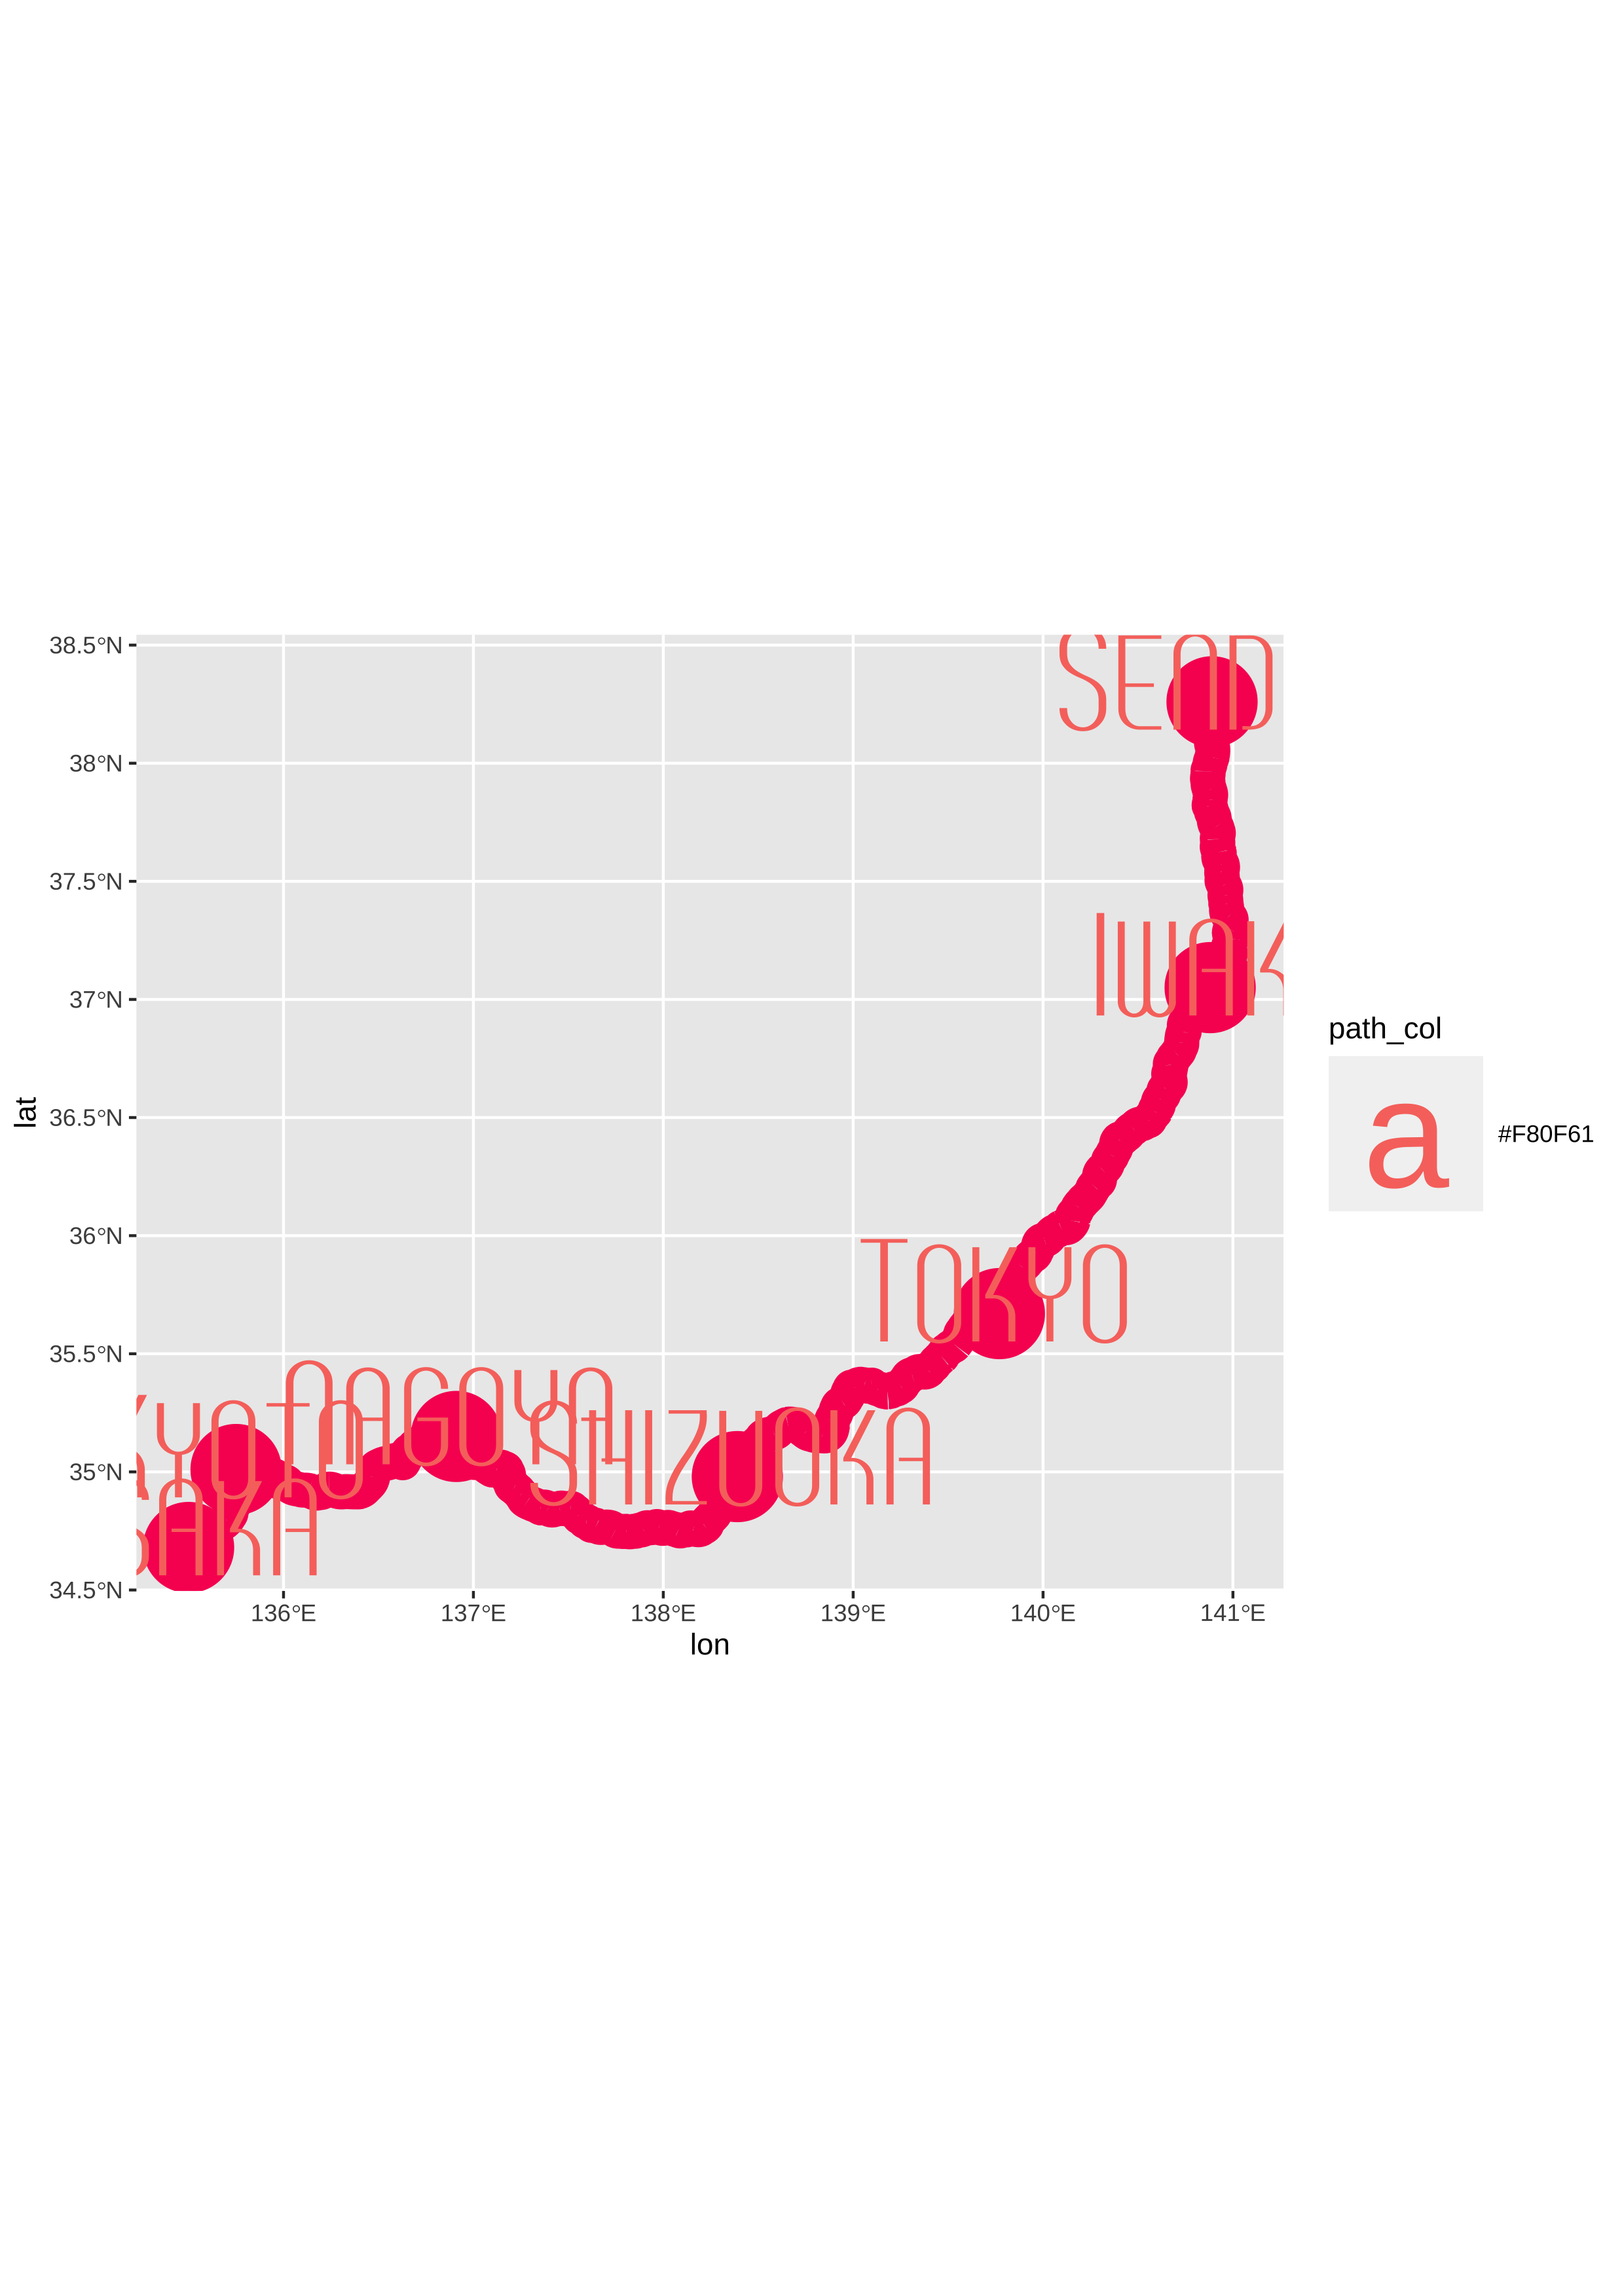 38.5°N
SEND
38°N
37.5°N
IWAK
37°N
path_col
a
#F80F61
36.5°N
lat
36°N
TOKYO
35.5°N
NAGOYA
KYOTO
SHIZUOKA
35°N
SAKA
34.5°N
136°E 137°E 138°E 139°E 140°E 141°E
lon